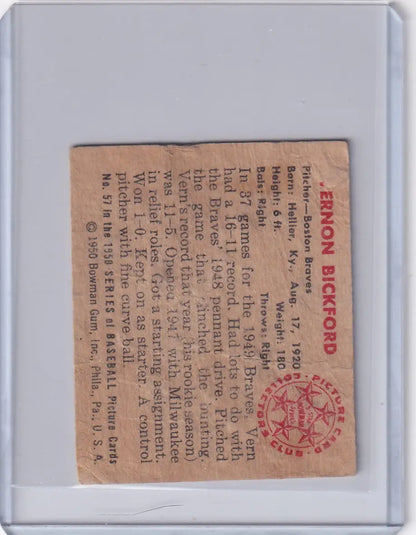 VERNON BICKFORD
Pitcher—Boston Braves
Born: Hellier, Ky., Aug. 17, 1920
Height: 6 ft. Weight: 180
Bats: Right Throws: Right
In 37 games for the 1949 Braves, Vern
had a 16-11 record. Had lots to do with
the Braves' 1948 pennant drive. Pitched
the game that clinched the bunting.
Vern's record that year (his rookie season)
was 11-5. Opened 1947 with Milwaukee
in relief roles. Got a starting assignment.
Won 1-0. Kept on as starter. A control
pitcher with fine curve ball
No. 57 in the 1950 SERIES of BASEBALL Picture Cards
© 1950 Bowman Gum, Inc., Phila., Pa., U. S. A.
PICTURE CARD
COLLECTORS CLUB
BOWMAN